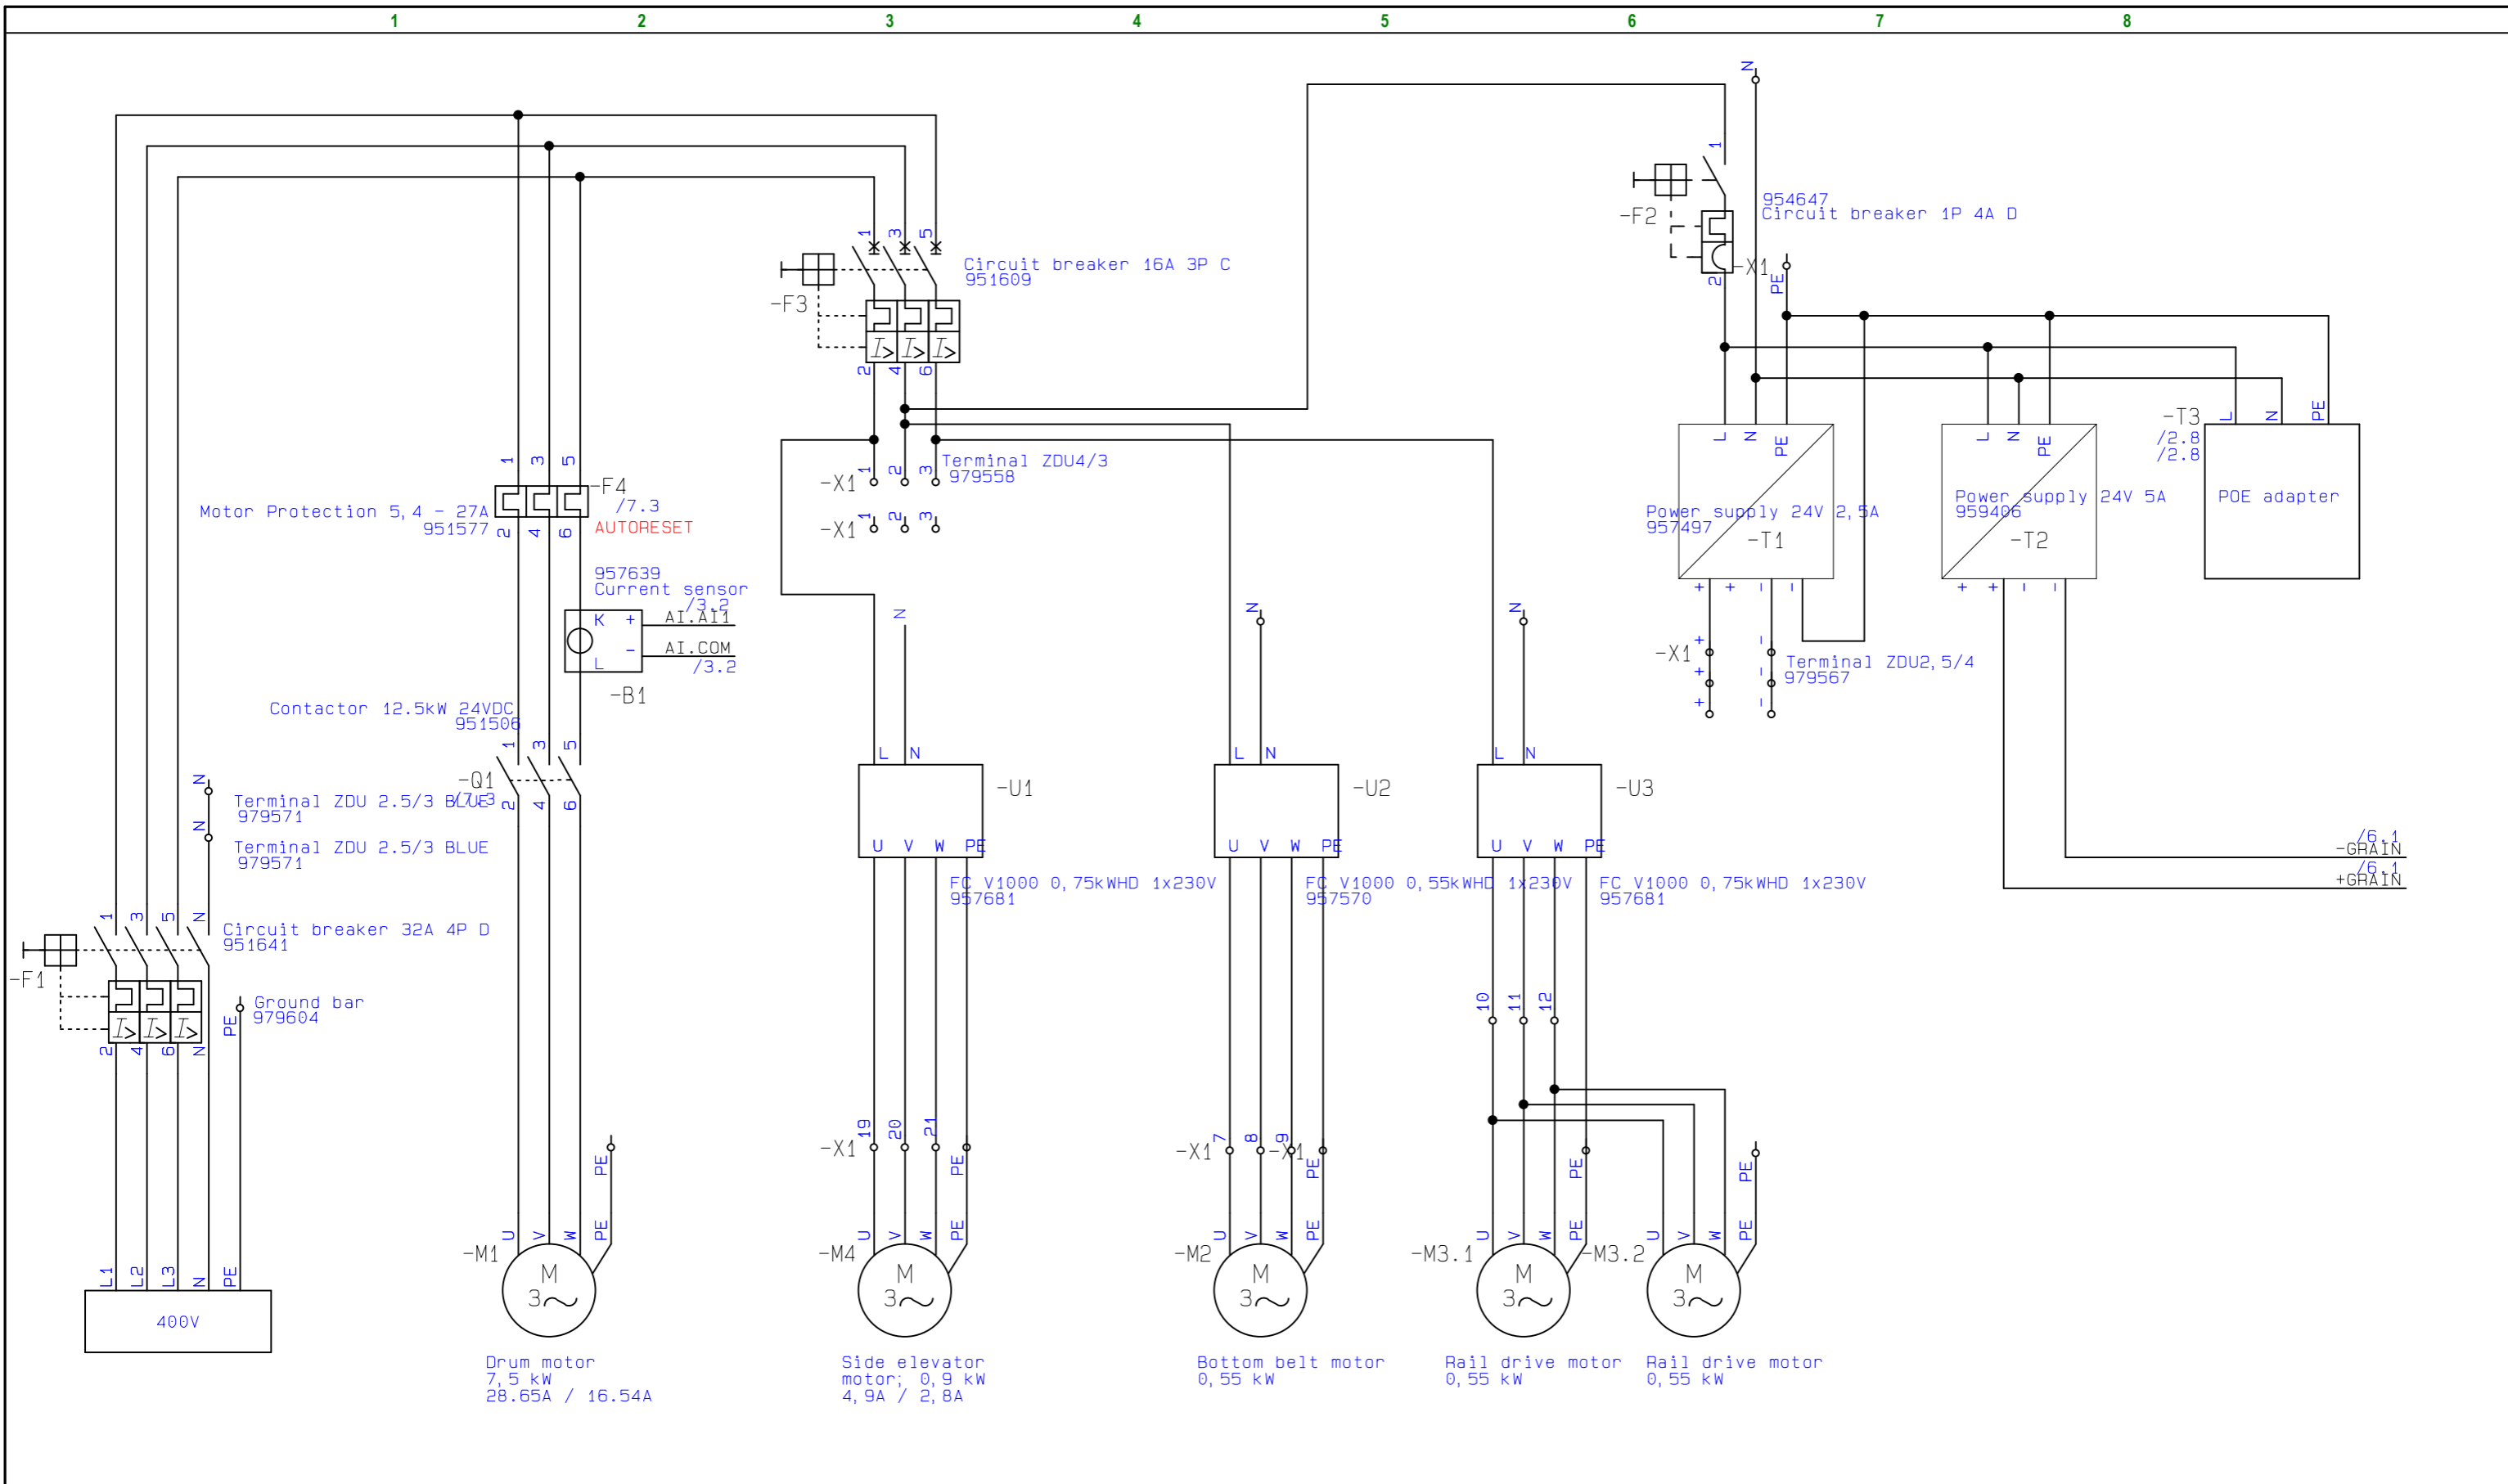 1 2 3 4 5 6 7 8
N
1
-F2
954647
Circuit breaker 1P 4A D
2
-X1
PE
1 3 5
Circuit breaker 16A 3P C
951609
-F3
I> I> I>
2 4 6
-X1 1 2 3
Terminal ZDU4/3
979558
-X1 1 2 3
1 3 5
-F4
/7.3
AUTORESET
Motor Protection 5,4 - 27A
951577
2 4 6
957639
Current sensor
/3.2
K + AI.AI1
L - AI.COM
/3.2
-B1
Contactor 12.5kW 24VDC
951506
1 3 5
-Q1
/7.3
2 4 6
L N PE
Power supply 24V 2,5A
957497
-T1
+ + - -
L N PE
Power supply 24V 5A
959406
-T2
+ + - -
-T3
/2.8
/2.8
L N PE
POE adapter
-X1 + -
+ -
+ -
Terminal ZDU2,5/4
979567
N N N
L N
-U1
U V W PE
FC V1000 0,75kWHD 1x230V
957681
L N
-U2
U V W PE
FC V1000 0,55kWHD 1x230V
957570
L N
-U3
U V W PE
FC V1000 0,75kWHD 1x230V
957681
/6.1
-GRAIN
/6.1
+GRAIN
N
Terminal ZDU 2.5/3 BLUE
979571
N
Terminal ZDU 2.5/3 BLUE
979571
1 3 5 N
Circuit breaker 32A 4P D
951641
-F1
I> I> I>
2 4 6 N
PE
Ground bar
979604
10 11 12
-X1 19 20 21 PE
-X1 7 8 9 -X1 PE
PE PE PE
L1 L2 L3 N PE
400V
-M1 U V W PE
M
3~
Drum motor
7,5 kW
28.65A / 16.54A
-M4 U V W PE
M
3~
Side elevator
motor; 0,9 kW
4,9A / 2,8A
-M2 U V W PE
M
3~
Bottom belt motor
0,55 kW
-M3.1 U V W PE
M
3~
Rail drive motor
0,55 kW
-M3.2 U V W PE
M
3~
Rail drive motor
0,55 kW